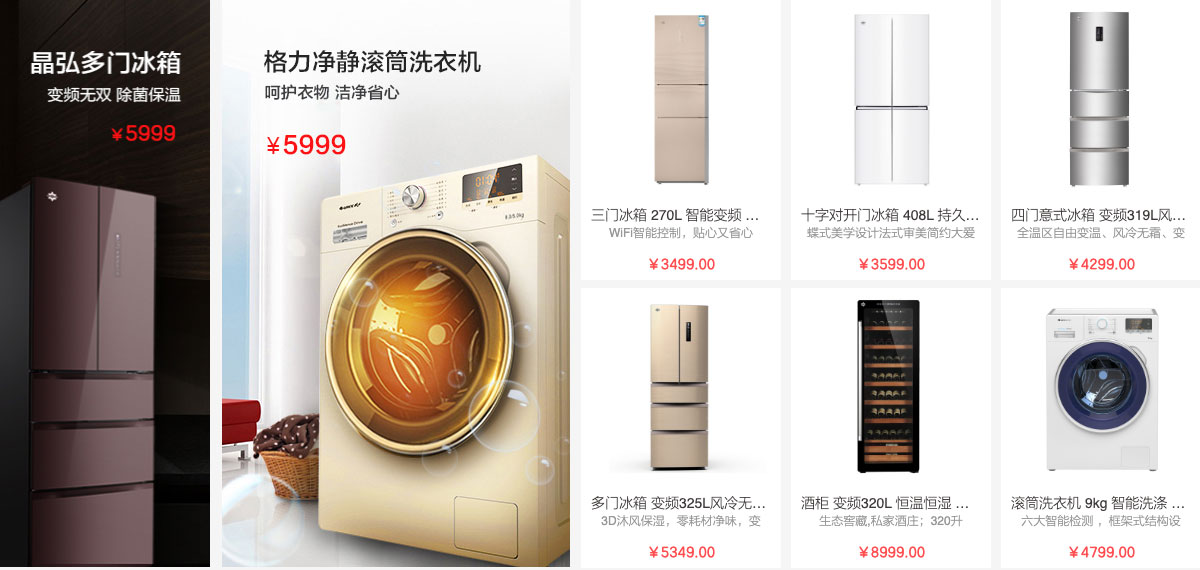 晶弘多门冰箱
变频无双 除菌保温
￥5999
格力净静滚筒洗衣机
呵护衣物 洁净省心
￥5999
三门冰箱 270L 智能变频 ...
WiFi智能控制，贴心又省心
￥3499.00
十字对开门冰箱 408L 持久...
蝶式美学设计法式审美简约大爱
￥3599.00
四门意式冰箱 变频319L风...
全温区自由变温、风冷无霜、变
￥4299.00
多门冰箱 变频325L风冷无...
3D沐风保湿，零耗材净味，变
￥5349.00
酒柜 变频320L 恒温恒湿 ...
生态窖藏,私家酒庄；320升
￥8999.00
滚筒洗衣机 9kg 智能洗涤 ...
六大智能检测 ，框架式结构设
￥4799.00